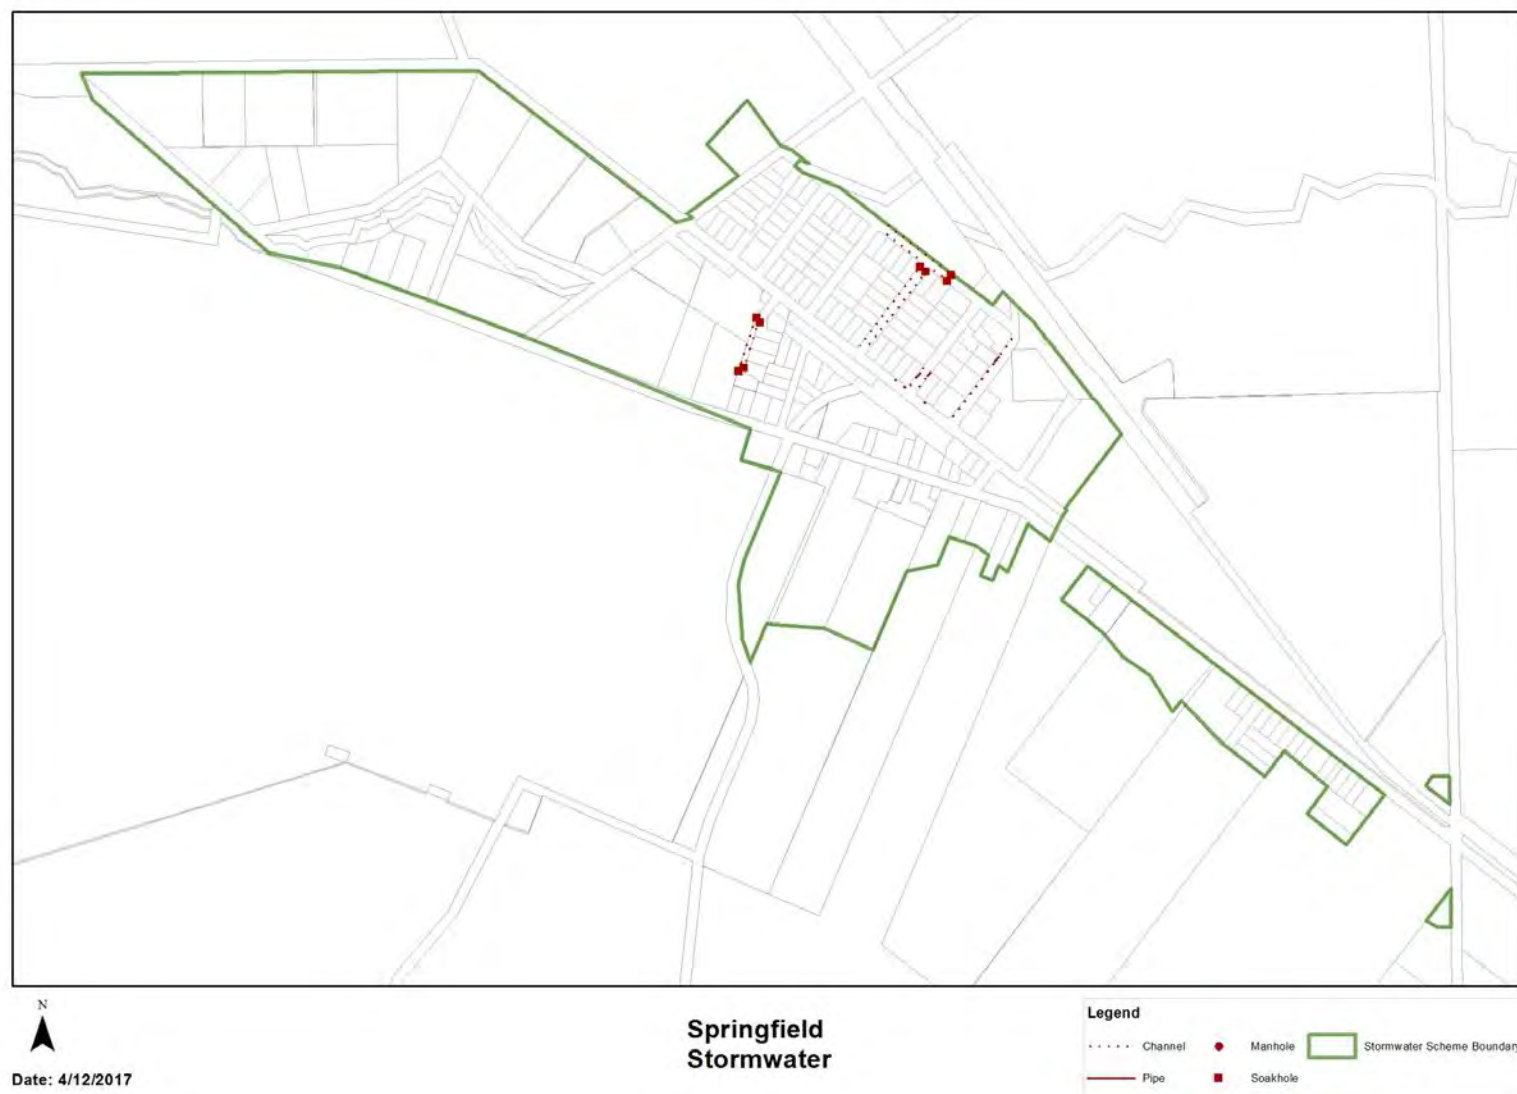 N
Date: 4/12/2017
Springfield
Stormwater
Legend
Channel
Manhole
Stormwater Scheme Boundary
Pipe
Soakhole